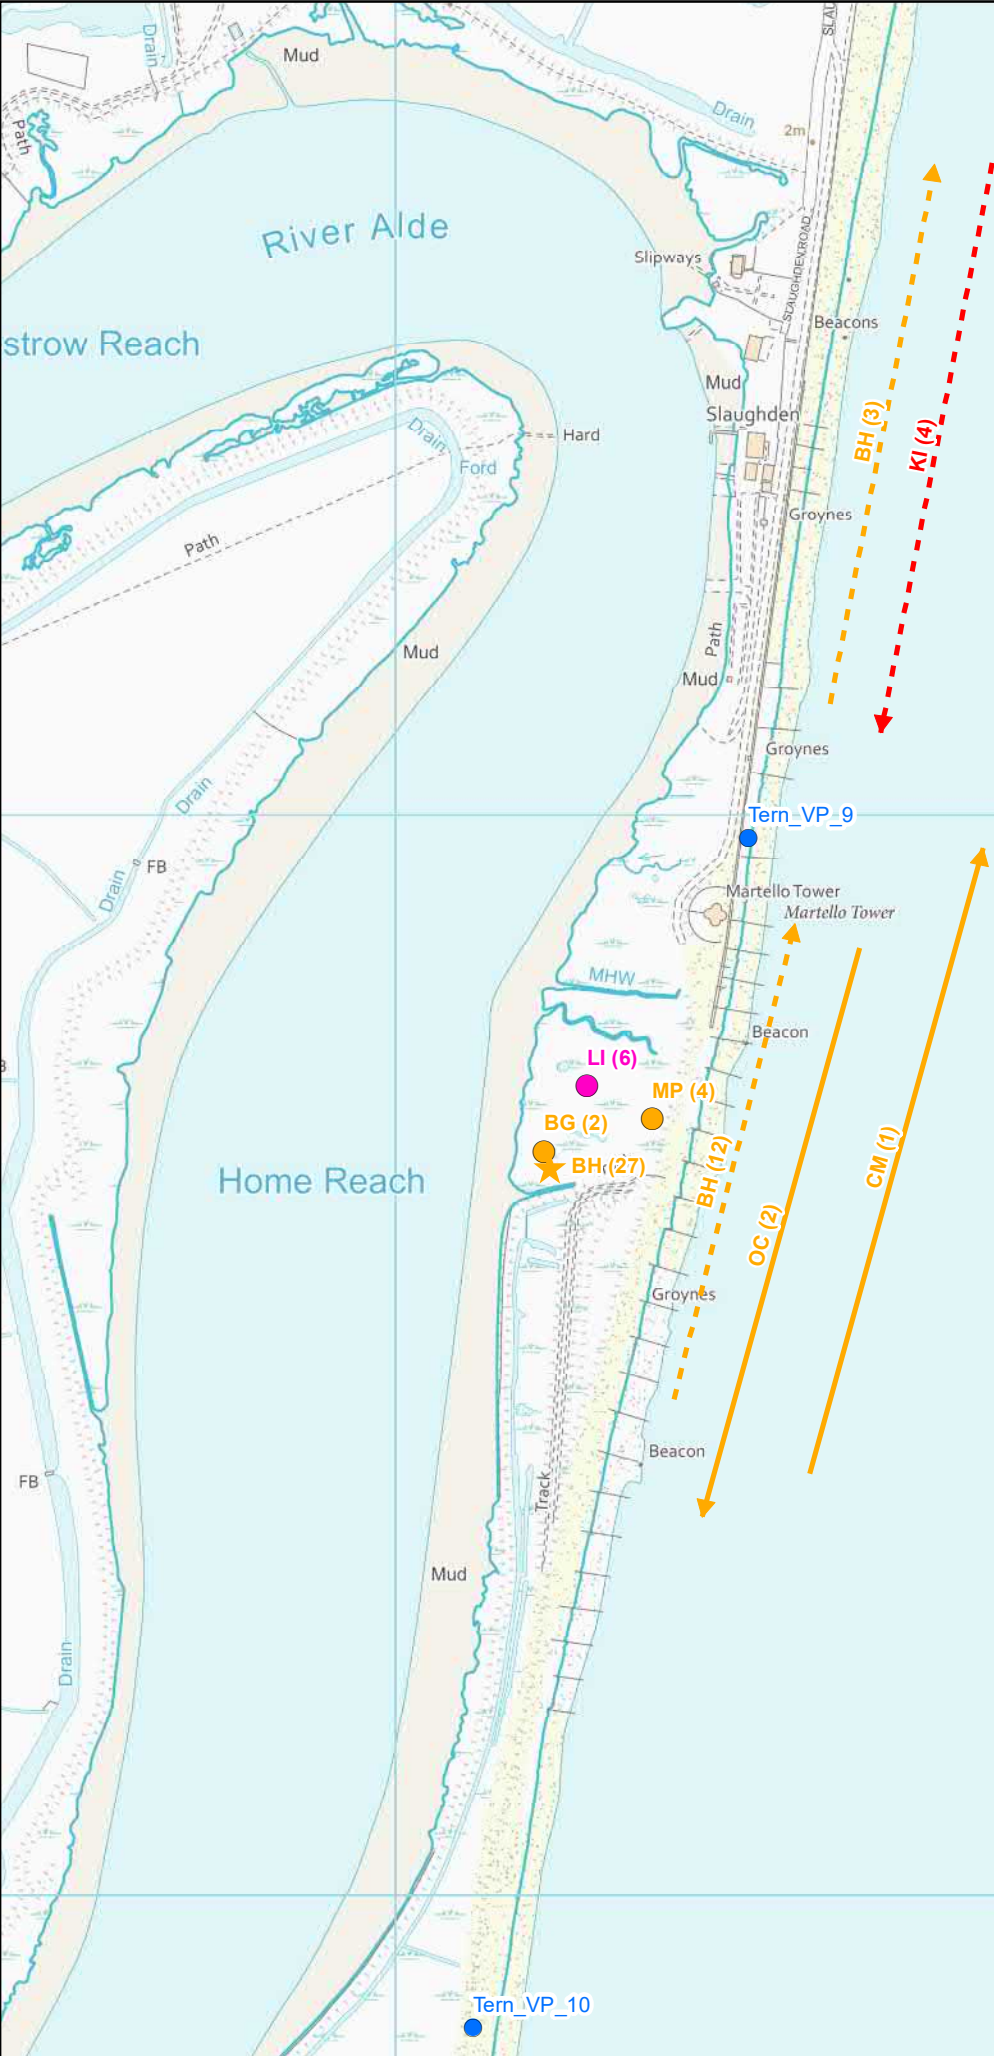 Drain
Mud
SLAU
Path
Drain
2m
River Alde
Slipways
SLAUGHDEN ROAD
Beacons
strow Reach
Mud
Slaughden
BH (3)
KI (4)
Drain
Hard
Ford
Groynes
Path
Path
Mud
Mud
Groynes
Drain
Tern_VP_9
FB
Drain
Martello Tower
Martello Tower
MHW
Beacon
LI (6)
MP (4)
BG (2)
BH (27)
BH (12)
CM (1)
Home Reach
OC (2)
Groynes
Beacon
FB
Track
Mud
Drain
Tern_VP_10